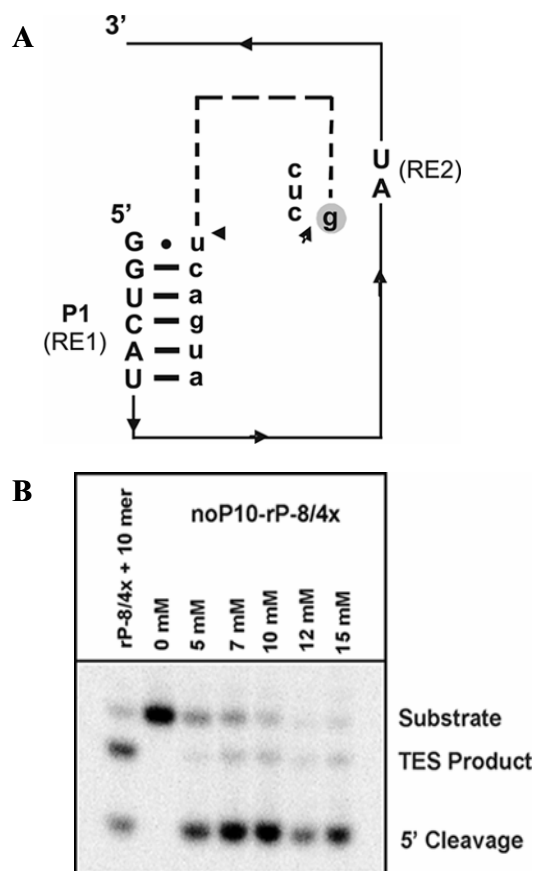 A
3'
U
A
(RE2)
c
u
c
g
5'
G • u
G c
U a
C g
A u
U a
P1
(RE1)
B
noP10-rP-8/4x
rP-8/4x + 10 mer
0 mM
5 mM
7 mM
10 mM
12 mM
15 mM
Substrate
TES Product
5' Cleavage